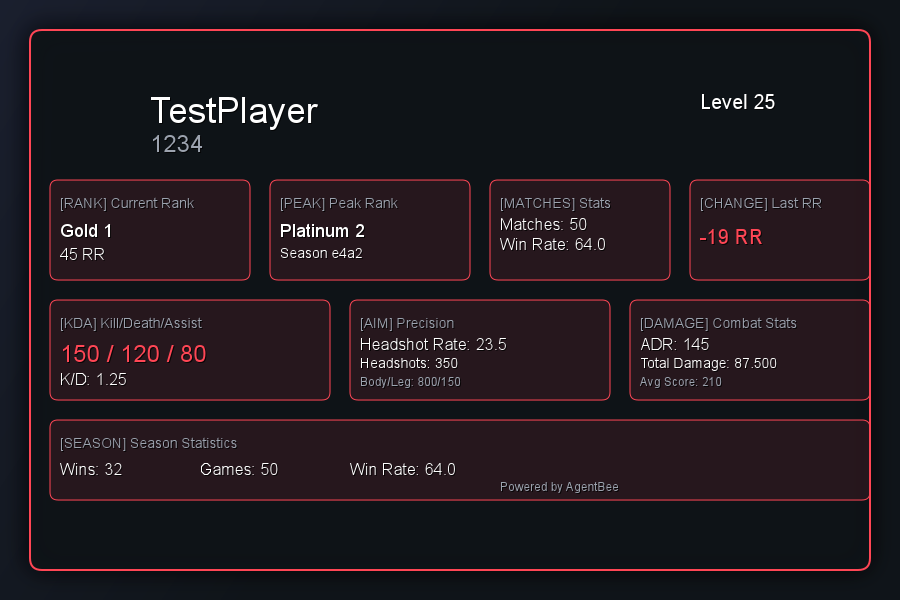 TestPlayer
Level 25
1234
[RANK] Current Rank
Gold 1
45 RR
[PEAK] Peak Rank
Platinum 2
Season e4a2
[MATCHES] Stats
Matches: 50
Win Rate: 64.0
[CHANGE] Last RR
-19 RR
[KDA] Kill/Death/Assist
150 / 120 / 80
K/D: 1.25
[AIM] Precision
Headshot Rate: 23.5
Headshots: 350
Body/Leg: 800/150
[DAMAGE] Combat Stats
ADR: 145
Total Damage: 87.500
Avg Score: 210
[SEASON] Season Statistics
Wins: 32
Games: 50
Win Rate: 64.0
Powered by AgentBee